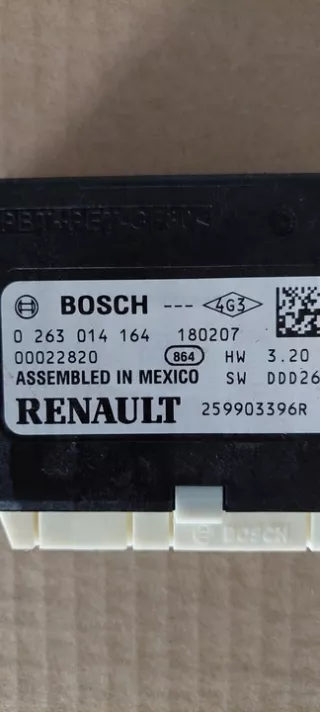 BOSCH --- 4G3
0 263 014 164 180207
00022820 864 HW 3.20
ASSEMBLED IN MEXICO SW DDD26
RENAULT 259903396R
BOSCH